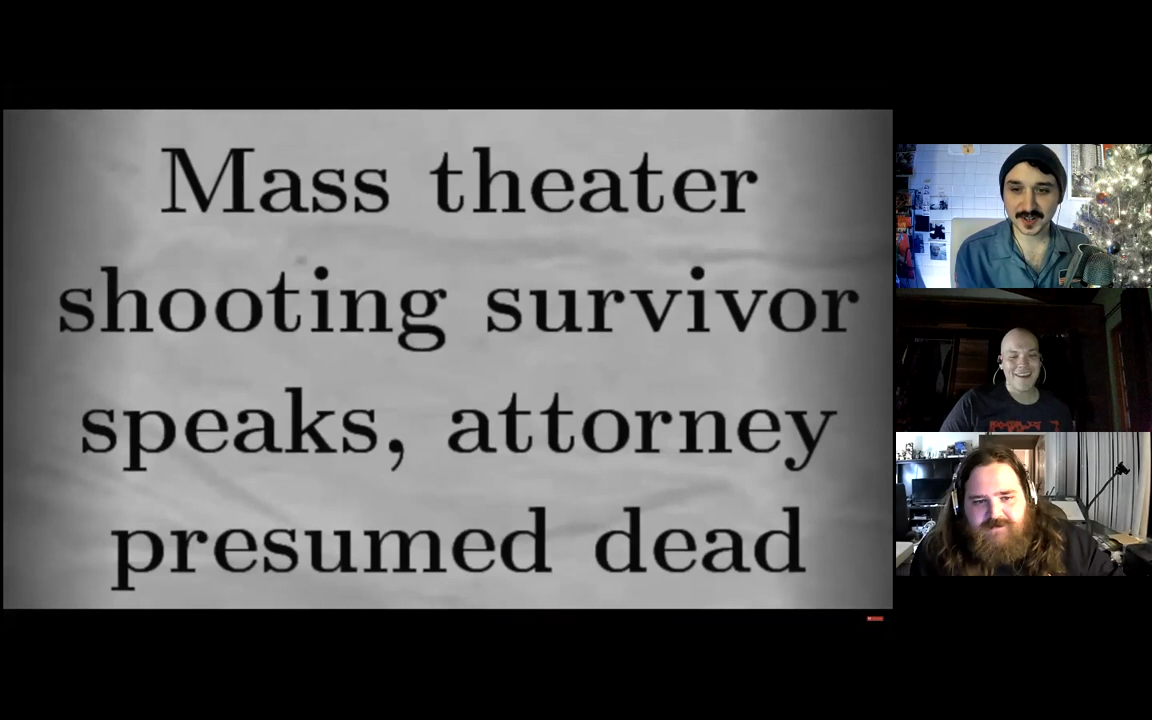 Mass theater
shooting survivor
speaks, attorney
presumed dead